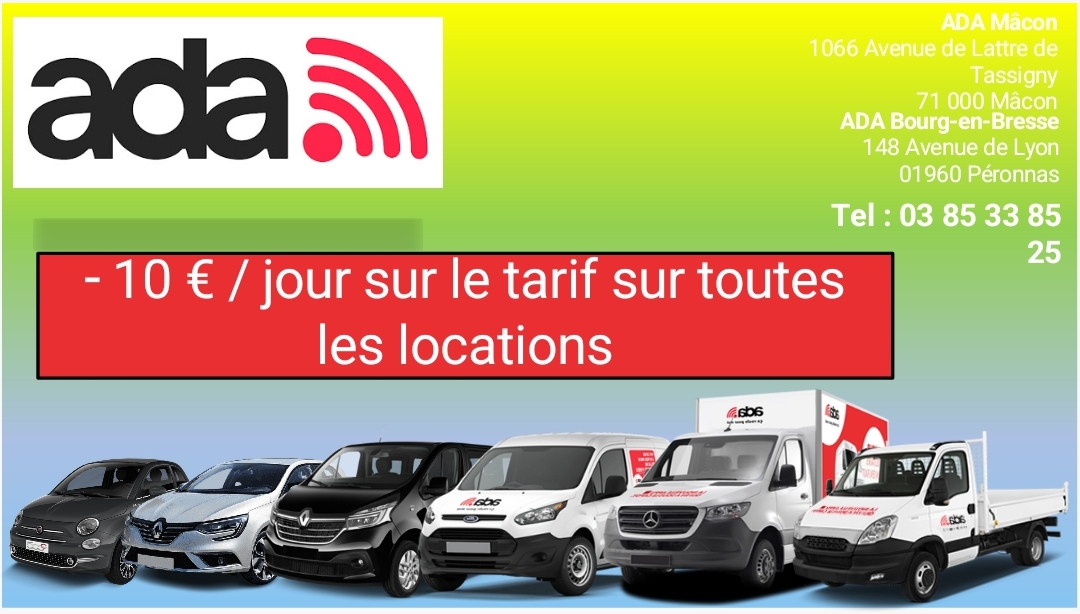 ada
ADA Mâcon
1066 Avenue de Lattre de
Tassigny
71 000 Mâcon
ADA Bourg-en-Bresse
148 Avenue de Lyon
01960 Péronnas
Tel : 03 85 33 85
25
- 10 € / jour sur le tarif sur toutes
les locations